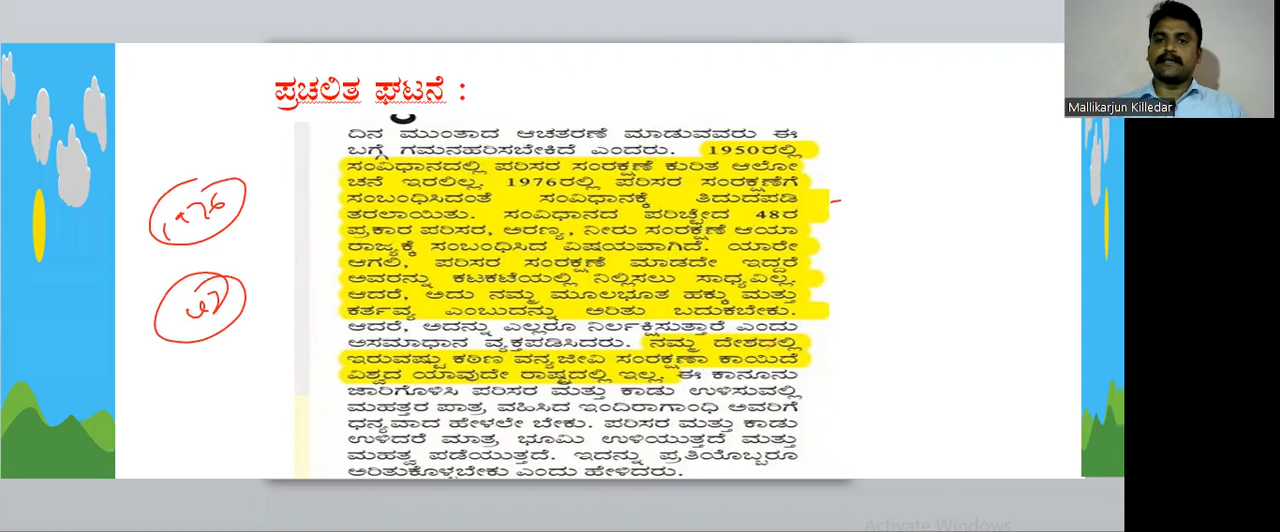 ಪ್ರಚಲಿತ ಘಟನೆ :
Mallikarjun Killedar
ದಿನ ಮುಂತಾದ ಆಚತರಣೆ ಮಾಡುವವರು ಈ
ಬಗ್ಗೆ ಗಮನಹರಿಸಬೇಕಿದೆ ಎಂದರು. 1950ರಲ್ಲಿ
ಸಂವಿಧಾನದಲ್ಲಿ ಪರಿಸರ ಸಂರಕ್ಷಣೆ ಕುರಿತ ಆಲೋ
ಚನೆ ಇರಲಿಲ್ಲ. 1976ರಲ್ಲಿ ಪರಿಸರ ಸಂರಕ್ಷಣೆಗೆ
ಸಂಬಂಧಿಸಿದಂತೆ ಸಂವಿಧಾನಕ್ಕೆ ತಿದುದಪಡಿ
ತರಲಾಯಿತು. ಸಂವಿಧಾನದ ಪರಿಚ್ಛೇದ 48ರ
ಪ್ರಕಾರ ಪರಿಸರ, ಅರಣ್ಯ, ನೀರು ಸಂರಕ್ಷಣೆ ಆಯಾ
ರಾಜ್ಯಕ್ಕೆ ಸಂಬಂಧಿಸಿದ ವಿಷಯವಾಗಿದೆ. ಯಾರೇ
ಆಗಲಿ, ಪರಿಸರ ಸಂರಕ್ಷಣೆ ಮಾಡದೇ ಇದ್ದರೆ
ಅವರನ್ನು ಕಟಕಟೆಯಲ್ಲಿ ನಿಲ್ಲಿಸಲು ಸಾಧ್ಯವಿಲ್ಲ.
ಆದರೆ, ಅದು ನಮ್ಮ ಮೂಲಭೂತ ಹಕ್ಕು ಮತ್ತು
ಕರ್ತವ್ಯ ಎಂಬುದನ್ನು ಅರಿತು ಬದುಕಬೇಕು.
ಆದರೆ, ಅದನ್ನು ಎಲ್ಲರೂ ನಿರ್ಲಕ್ಷಿಸುತ್ತಾರೆ ಎಂದು
ಅಸಮಾಧಾನ ವ್ಯಕ್ತಪಡಿಸಿದರು. ನಮ್ಮ ದೇಶದಲ್ಲಿ
ಇರುವಷ್ಟು ಕಠಿಣ ವನ್ಯಜೀವಿ ಸಂರಕ್ಷಣಾ ಕಾಯಿದೆ
ವಿಶ್ವದ ಯಾವುದೇ ರಾಷ್ಟ್ರದಲ್ಲಿ ಇಲ್ಲ. ಈ ಕಾನೂನು
ಜಾರಿಗೊಳಿಸಿ ಪರಿಸರ ಮತ್ತು ಕಾಡು ಉಳಿಸುವಲ್ಲಿ
ಮಹತ್ತರ ಪಾತ್ರ ವಹಿಸಿದ ಇಂದಿರಾಗಾಂಧಿ ಅವರಿಗೆ
ಧನ್ಯವಾದ ಹೇಳಲೇ ಬೇಕು. ಪರಿಸರ ಮತ್ತು ಕಾಡು
ಉಳಿದರೆ ಮಾತ್ರ ಭೂಮಿ ಉಳಿಯುತ್ತದೆ ಮತ್ತು
ಮಹತ್ವ ಪಡೆಯುತ್ತದೆ. ಇದನ್ನು ಪ್ರತಿಯೊಬ್ಬರೂ
ಅರಿತುಕೊಳ್ಳಬೇಕು ಎಂದು ಹೇಳಿದರು.
1976
42
Activate Windows